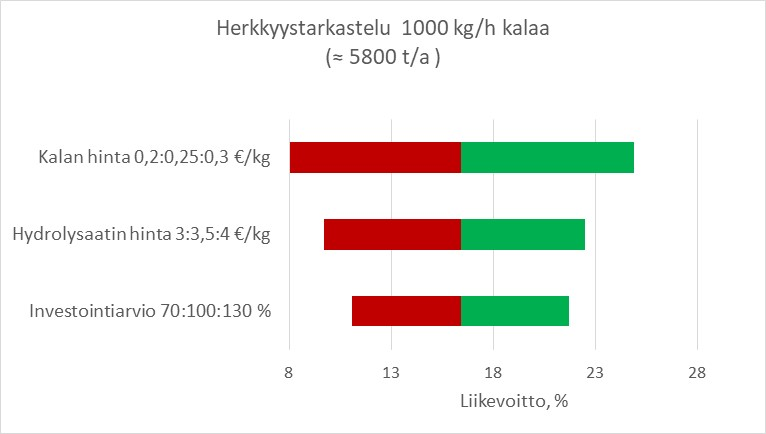 Herkkyystarkastelu 1000 kg/h kalaa
(≈ 5800 t/a )
Kalan hinta 0,2:0,25:0,3 €/kg
Hydrolysaatin hinta 3:3,5:4 €/kg
Investointiarvio 70:100:130 %
8 13 18 23 28
Liikevoitto, %